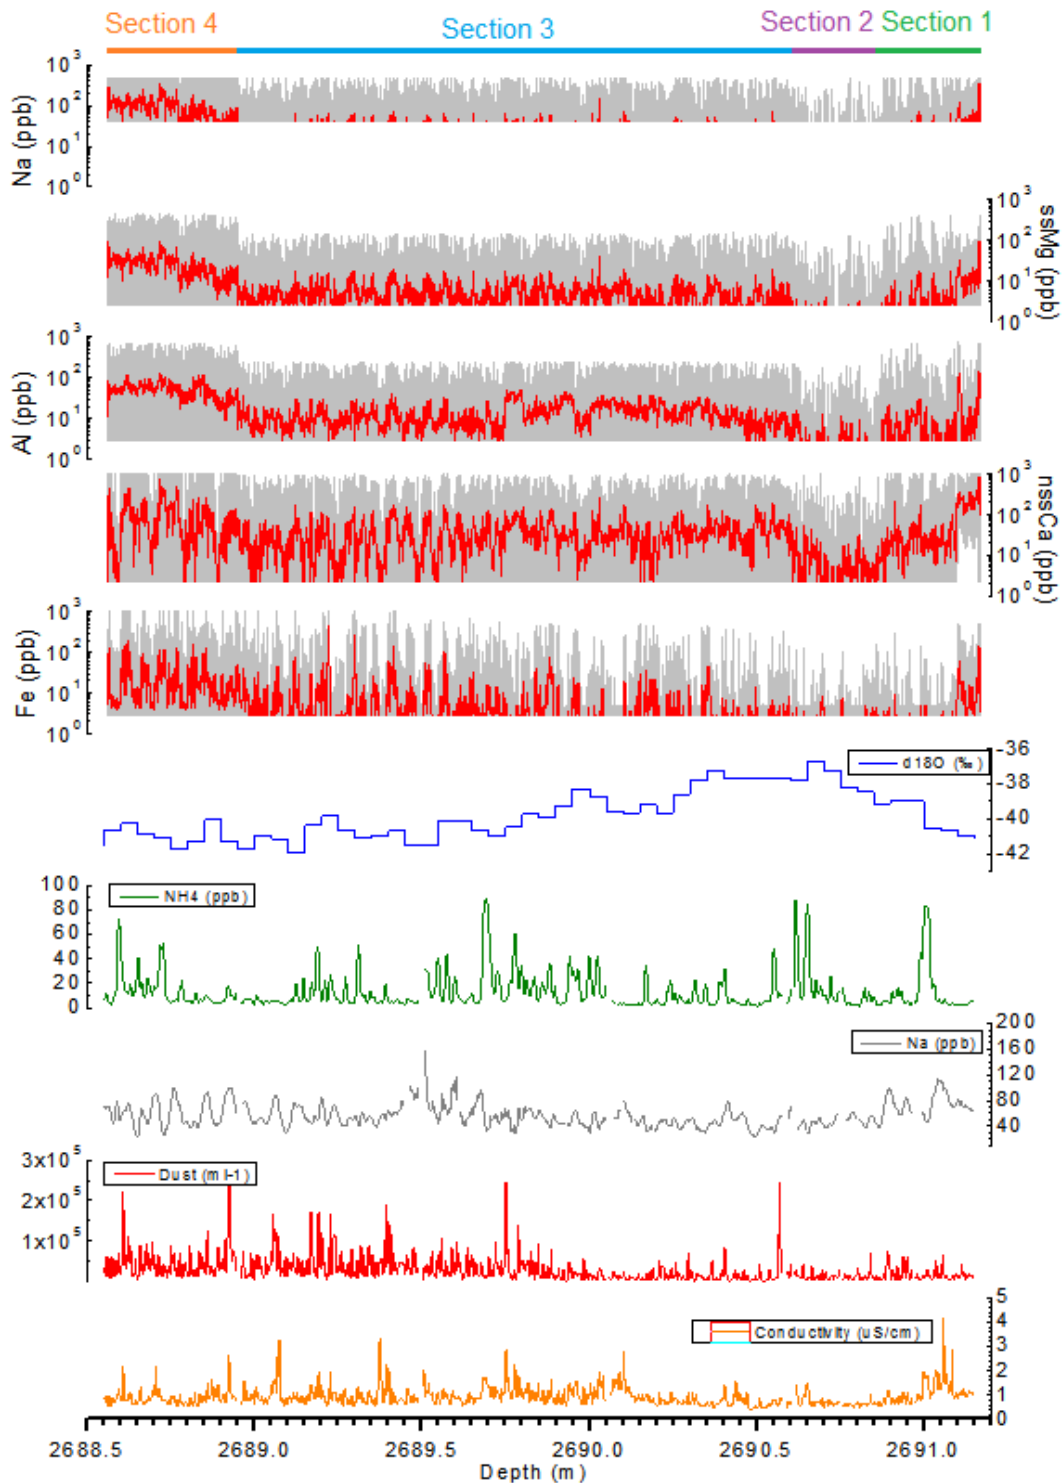 Section 4
Section 3
Section 2
Section 1
Na (ppb)
10³
10²
10¹
10⁰
ssMg (ppb)
10³
10²
10¹
10⁰
Al (ppb)
10³
10²
10¹
10⁰
nssCa (ppb)
10³
10²
10¹
10⁰
Fe (ppb)
10³
10²
10¹
10⁰
d18O (‰)
-36
-38
-40
-42
NH4 (ppb)
100
80
60
40
20
0
Na (ppb)
200
160
120
80
40
Dust (ml-1)
3x10⁵
2x10⁵
1x10⁵
Conductivity (uS/cm)
5
4
3
2
1
0
2688.5 2689.0 2689.5 2690.0 2690.5 2691.0
Depth (m)